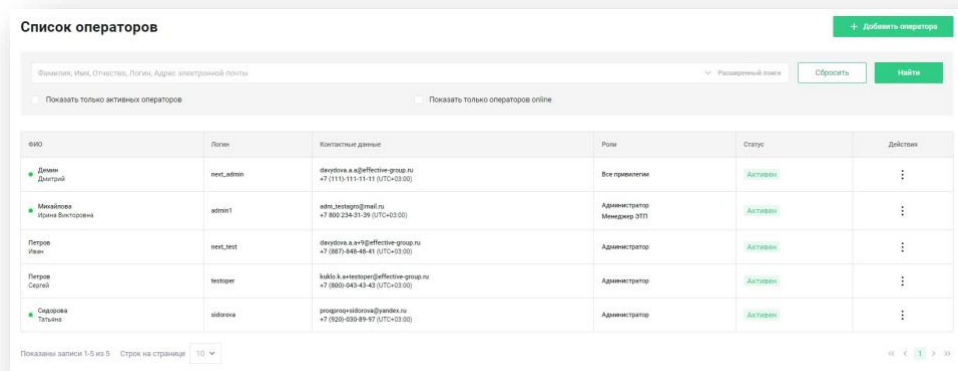 Список операторов
+ Добавить оператора
Фамилия, Имя, Отчество, Логин, Адрес электронной почты
Расширенный поиск
Сбросить
Найти
Показать только активных операторов
Показать только операторов online
ФИО Логин Контактные данные Роли Статус Действия
Демин
Дмитрий
next_admin
davydova.a.a@effective-group.ru
+7 (111)-111-11-11 (UTC+03:00)
Все привилегии
Активен
Михайлова
Ирина Викторовна
admin1
adm_testagro@mail.ru
+7 800 234-31-39 (UTC+03:00)
Администратор
Менеджер ЭТП
Активен
Петров
Иван
next_test
davydova.a.a+9@effective-group.ru
+7 (887)-848-48-41 (UTC+03:00)
Администратор
Активен
Петров
Сергей
testoper
kuklo.k.a+testoper@effective-group.ru
+7 (800)-043-43-43 (UTC+03:00)
Администратор
Активен
Сидорова
Татьяна
sidorova
proqproq+sidorova@yandex.ru
+7 (920)-030-89-97 (UTC+03:00)
Администратор
Активен
Показаны записи 1-5 из 5 Строк на странице 10
<< < 1 > >>